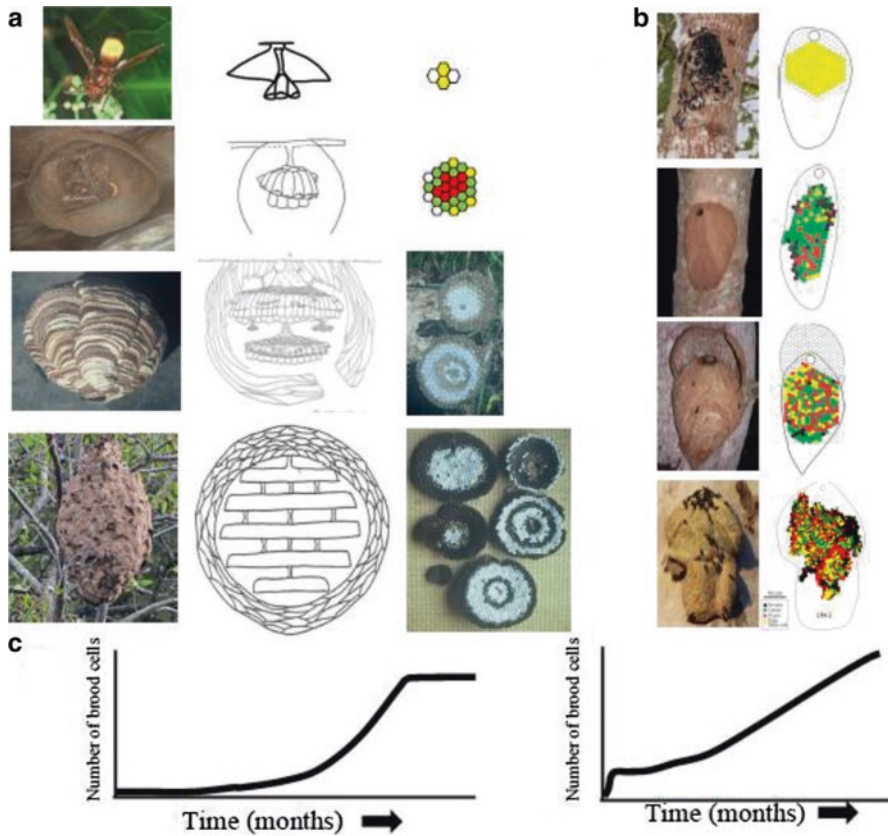 a
b
c
Number of brood cells
Time (months)
Number of brood cells
Time (months)